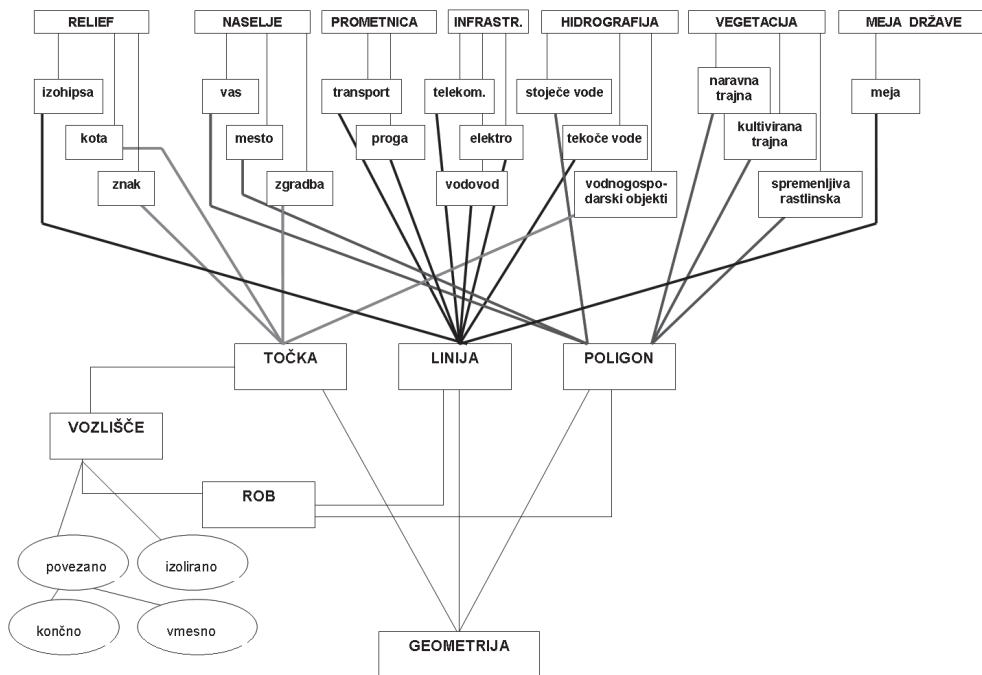 RELIEF
NASELJE
PROMETNICA
INFRASTR.
HIDROGRAFIJA
VEGETACIJA
MEJA DRŽAVE
izohipsa
vas
transport
telekom.
stoječe vode
naravna
trajna
meja
kota
mesto
proga
elektro
tekoče vode
kultivirana
trajna
znak
zgradba
vodovod
vodnogospo-
darski objekti
spremenljiva
rastlinska
TOČKA
LINIJA
POLIGON
VOZLIŠČE
ROB
povezano
izolirano
končno
vmesno
GEOMETRIJA